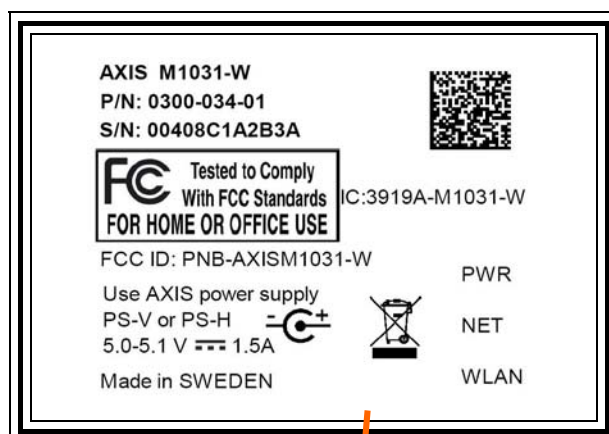 AXIS M1031-W
P/N: 0300-034-01
S/N: 00408C1A2B3A
FCC Tested to Comply
With FCC Standards
FOR HOME OR OFFICE USE
IC:3919A-M1031-W
FCC ID: PNB-AXISM1031-W
Use AXIS power supply
PS-V or PS-H - +
5.0-5.1 V ⎓ 1.5A
Made in SWEDEN
PWR
NET
WLAN